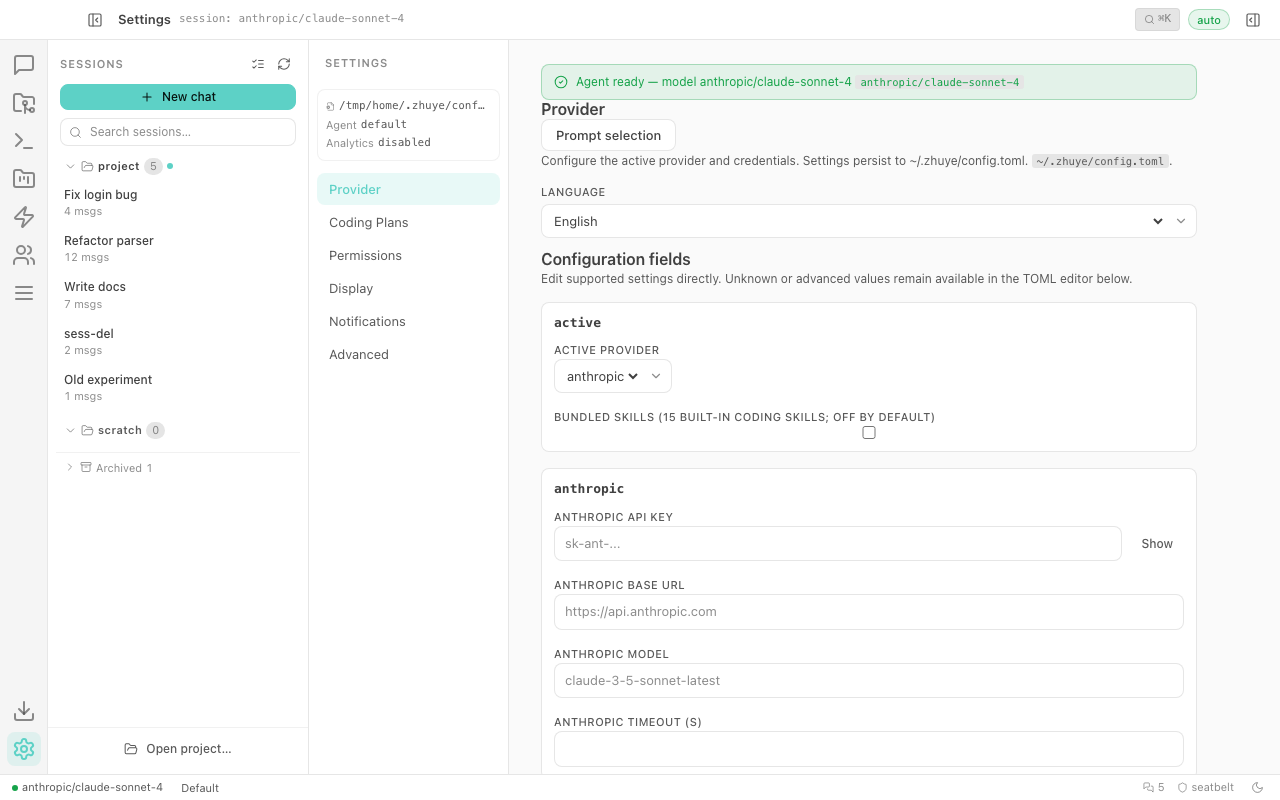 Settings session: anthropic/claude-sonnet-4
⌘K
auto
SESSIONS
New chat
Search sessions...
project 5
Fix login bug
4 msgs
Refactor parser
12 msgs
Write docs
7 msgs
sess-del
2 msgs
Old experiment
1 msgs
scratch 0
Archived 1
Open project...
SETTINGS
/tmp/home/.zhuye/conf…
Agent default
Analytics disabled
Provider
Coding Plans
Permissions
Display
Notifications
Advanced
Agent ready — model anthropic/claude-sonnet-4 anthropic/claude-sonnet-4
Provider
Prompt selection
Configure the active provider and credentials. Settings persist to ~/.zhuye/config.toml. ~/.zhuye/config.toml.
LANGUAGE
English
Configuration fields
Edit supported settings directly. Unknown or advanced values remain available in the TOML editor below.
active
ACTIVE PROVIDER
anthropic
BUNDLED SKILLS (15 BUILT-IN CODING SKILLS; OFF BY DEFAULT)
anthropic
ANTHROPIC API KEY
sk-ant-...
Show
ANTHROPIC BASE URL
https://api.anthropic.com
ANTHROPIC MODEL
claude-3-5-sonnet-latest
ANTHROPIC TIMEOUT (S)
anthropic/claude-sonnet-4 Default
5 seatbelt